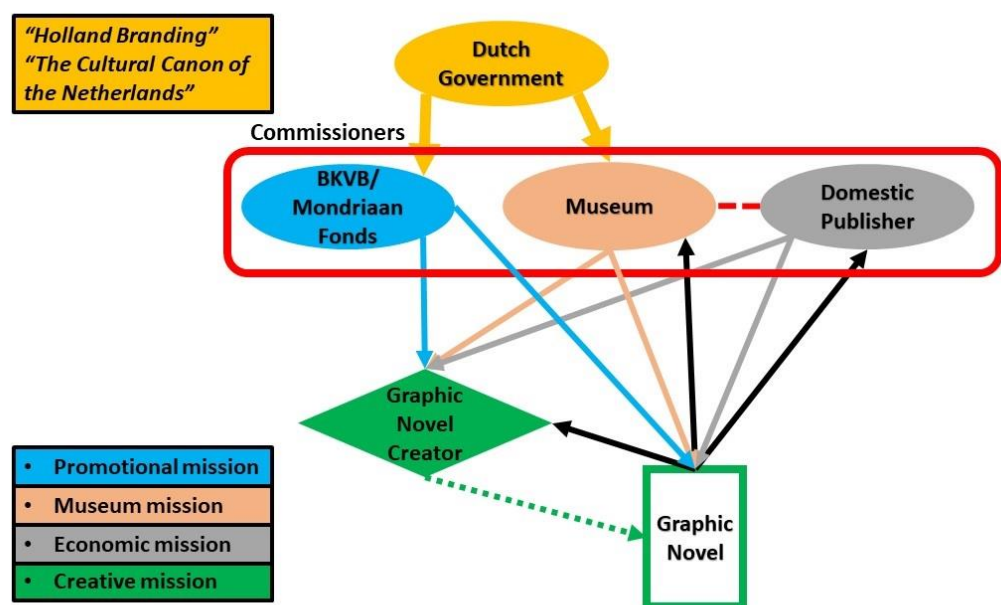 “Holland Branding”
“The Cultural Canon of
the Netherlands”
Dutch
Government
Commissioners
BKVB/
Mondriaan
Fonds
Museum
Domestic
Publisher
Graphic
Novel
Creator
Graphic
Novel
• Promotional mission
• Museum mission
• Economic mission
• Creative mission